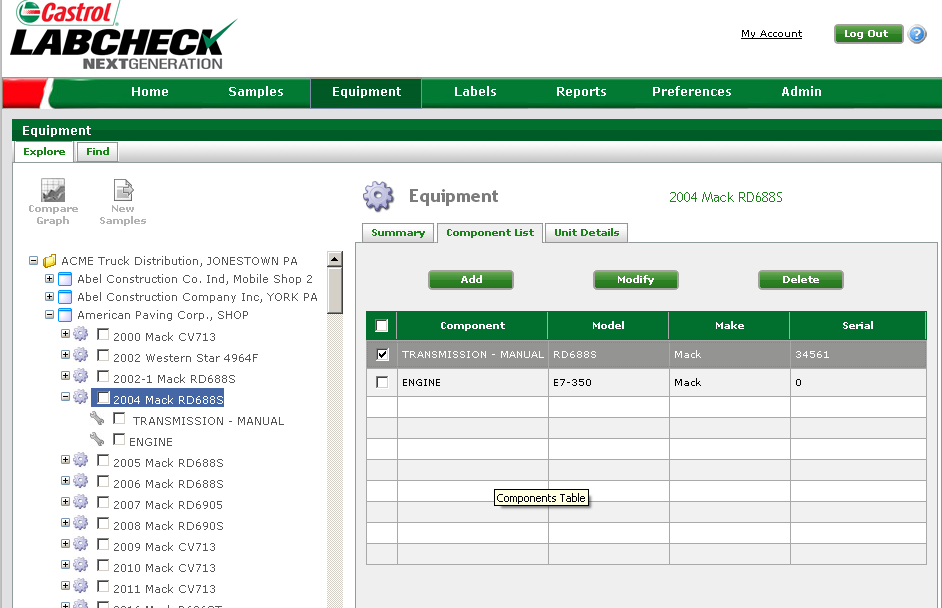 Castrol
LABCHECK
NEXTGENERATION
My Account
Log Out
?
Home Samples Equipment Labels Reports Preferences Admin
Equipment
Explore Find
Compare Graph
New Samples
ACME Truck Distribution, JONESTOWN PA
Abel Construction Co. Ind, Mobile Shop 2
Abel Construction Company Inc, YORK PA
American Paving Corp., SHOP
2000 Mack CV713
2002 Western Star 4964F
2002-1 Mack RD688S
2004 Mack RD688S
TRANSMISSION - MANUAL
ENGINE
2005 Mack RD688S
2006 Mack RD688S
2007 Mack RD6905
2008 Mack RD690S
2009 Mack CV713
2010 Mack CV713
2011 Mack CV713
Equipment
2004 Mack RD688S
Summary Component List Unit Details
Add Modify Delete
Component Model Make Serial
TRANSMISSION - MANUAL RD688S Mack 34561
ENGINE E7-350 Mack 0
Components Table